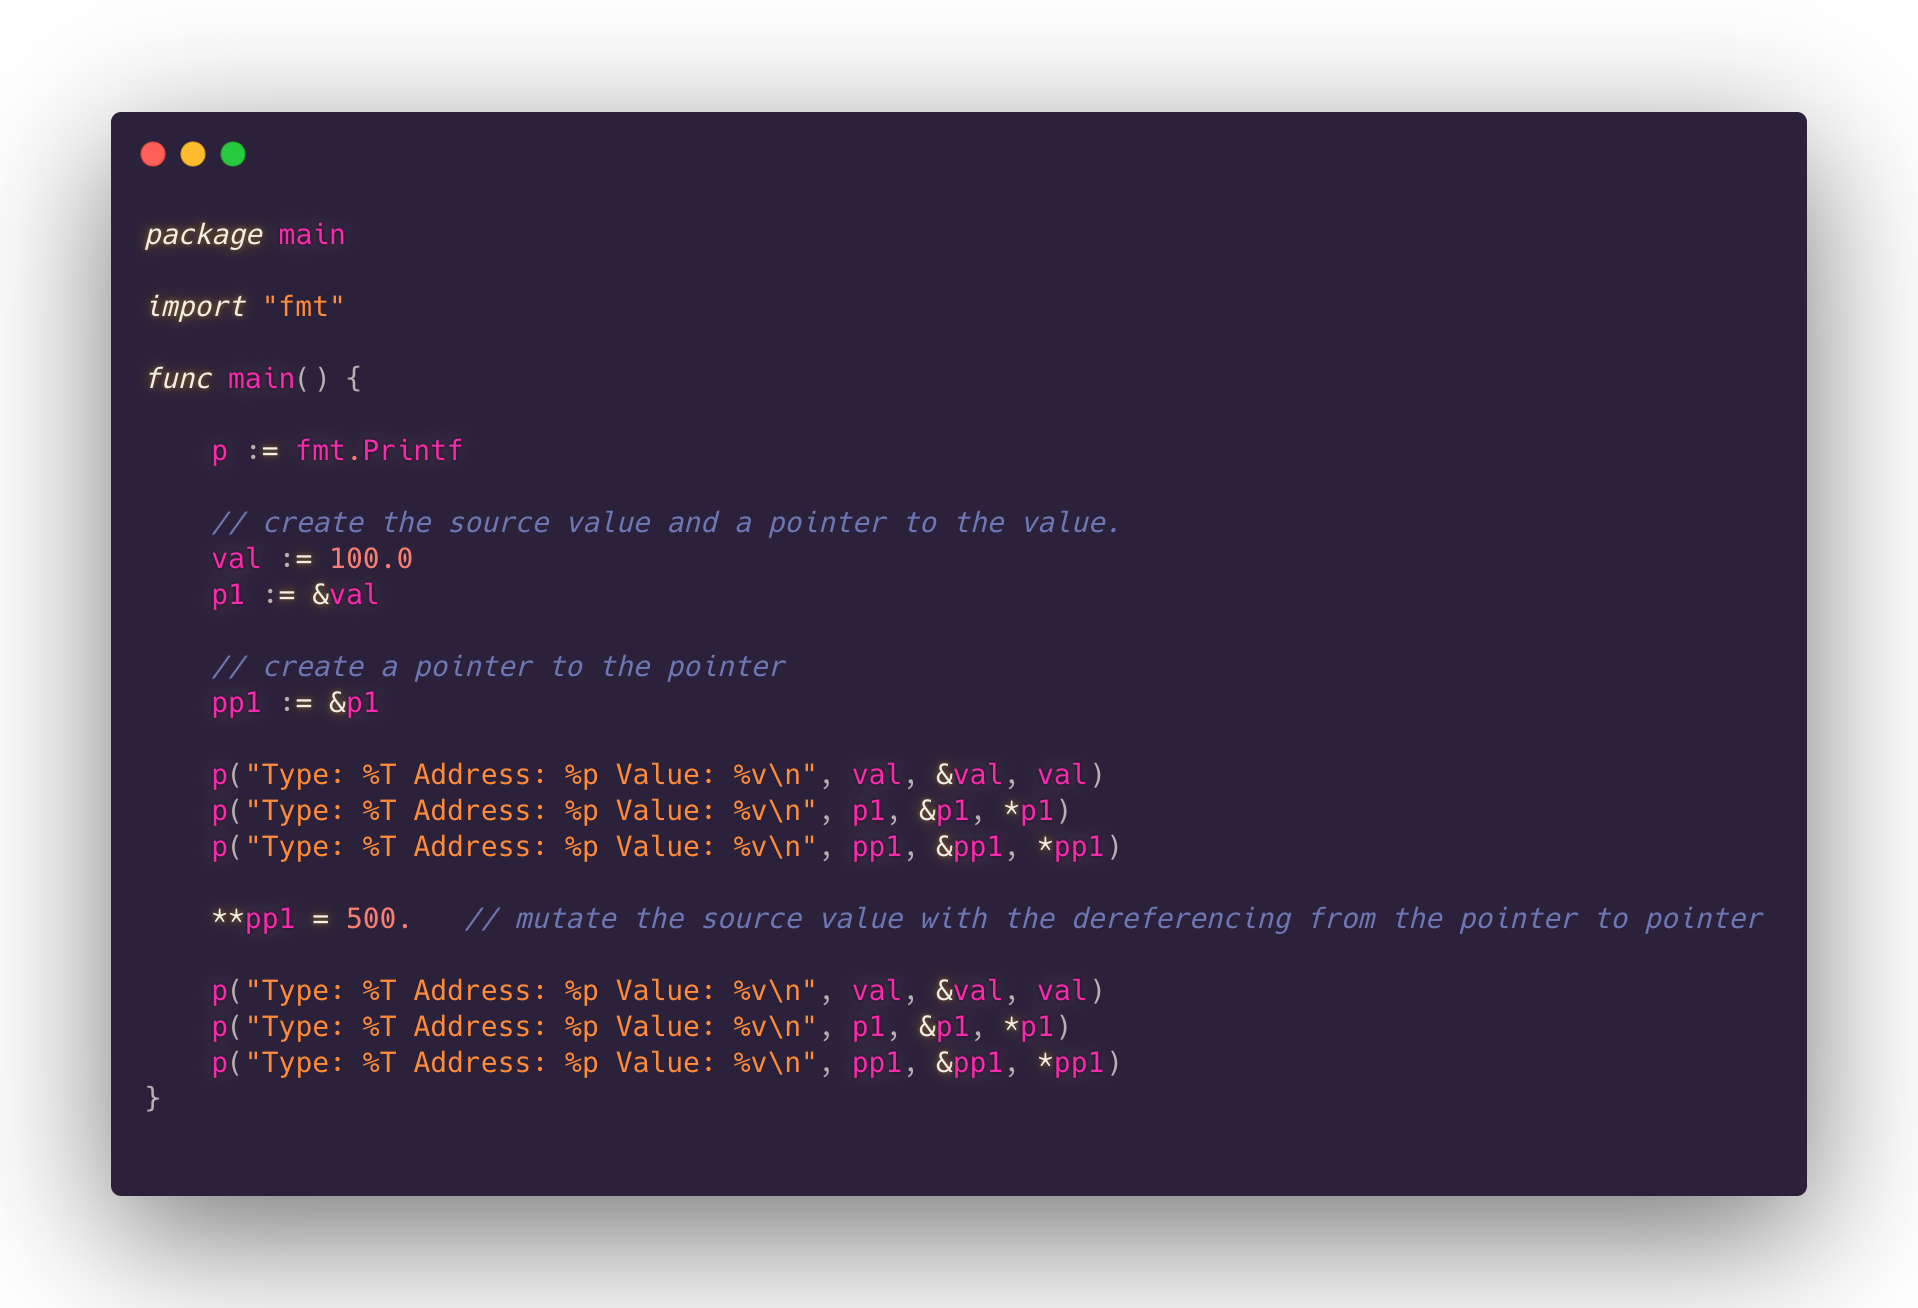 package main

import "fmt"

func main() {

    p := fmt.Printf

    // create the source value and a pointer to the value.
    val := 100.0
    p1 := &val

    // create a pointer to the pointer
    pp1 := &p1

    p("Type: %T Address: %p Value: %v\n", val, &val, val)
    p("Type: %T Address: %p Value: %v\n", p1, &p1, *p1)
    p("Type: %T Address: %p Value: %v\n", pp1, &pp1, *pp1)

    **pp1 = 500.   // mutate the source value with the dereferencing from the pointer to pointer

    p("Type: %T Address: %p Value: %v\n", val, &val, val)
    p("Type: %T Address: %p Value: %v\n", p1, &p1, *p1)
    p("Type: %T Address: %p Value: %v\n", pp1, &pp1, *pp1)
}